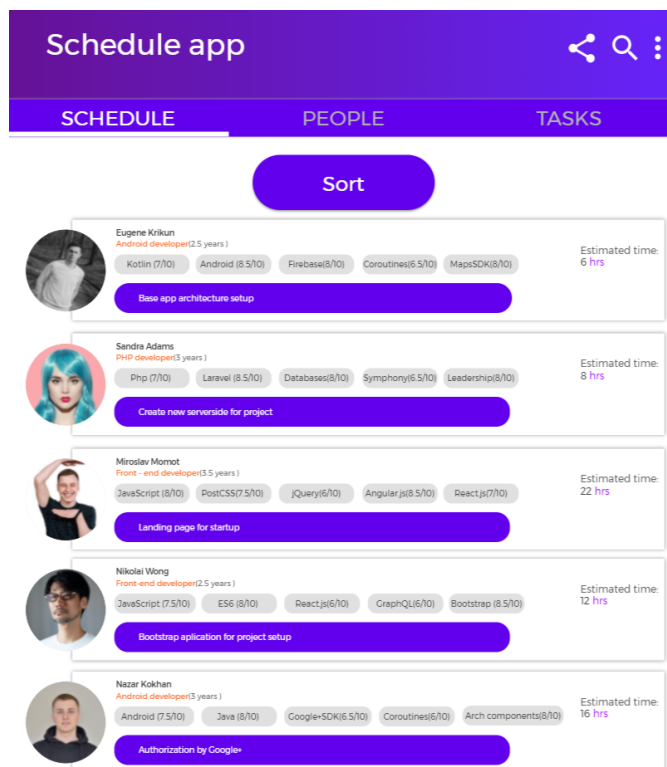 Schedule app
SCHEDULE PEOPLE TASKS
Sort
Eugene Krikun
Android developer(2.5 years )
Kotlin (7/10) Android (8.5/10) Firebase(8/10) Coroutines(6.5/10) MapsSDK(8/10)
Estimated time:
6 hrs
Base app architecture setup
Sandra Adams
PHP developer(3 years )
Php (7/10) Laravel (8.5/10) Databases(8/10) Symphony(6.5/10) Leadership(8/10)
Estimated time:
8 hrs
Create new serverside for project
Miroslav Momot
Front - end developer(3.5 years )
JavaScript (8/10) PostCSS(7.5/10) jQuery(6/10) Angular.js(8.5/10) React.js(7/10)
Estimated time:
22 hrs
Landing page for startup
Nikolai Wong
Front-end developer(2.5 years )
JavaScript (7.5/10) ES6 (8/10) React.js(6/10) GraphQL(6/10) Bootstrap (8.5/10)
Estimated time:
12 hrs
Bootstrap aplication for project setup
Nazar Kokhan
Android developer(3 years )
Android (7.5/10) Java (8/10) Google+SDK(6.5/10) Coroutines(6/10) Arch components(8/10)
Estimated time:
16 hrs
Authorization by Google+